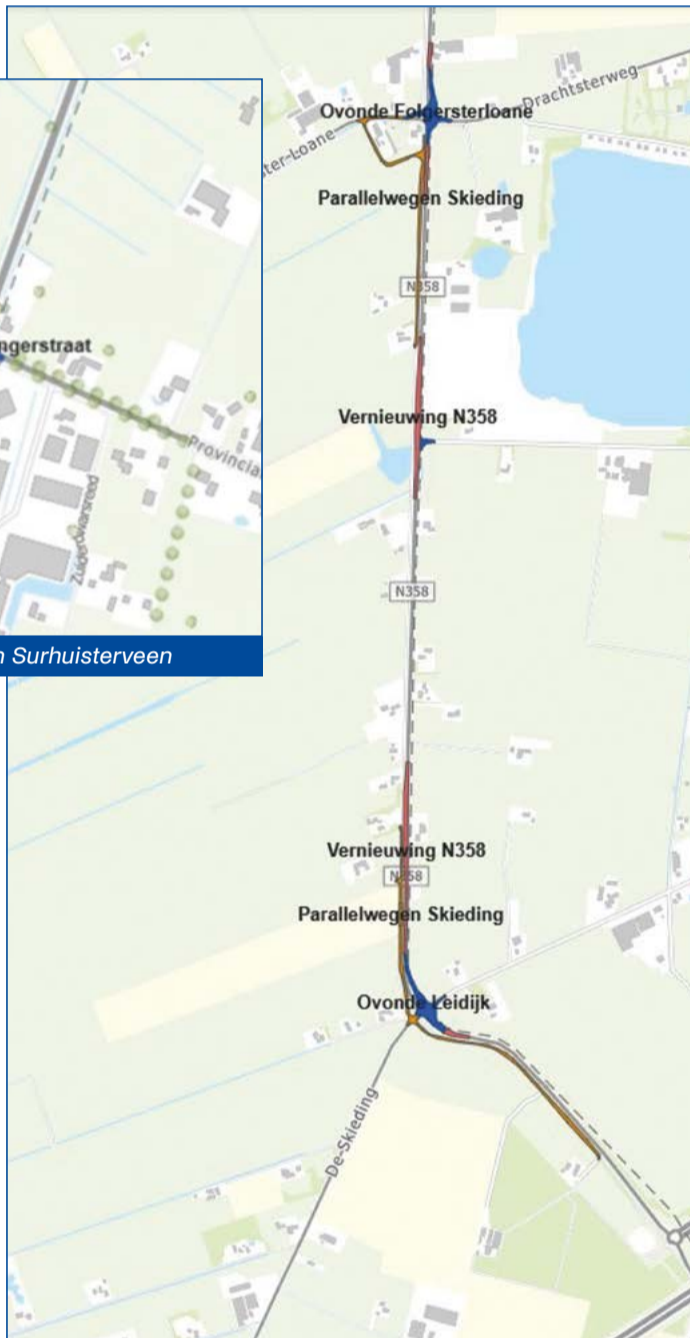 Drachtsterweg
Ovonde Folgersterloane
ster-Loane
Parallelwegen Skieding
N358
ngerstraat
Vernieuwing N358
Provincia
Zuiderdwarsreed
N358
n Surhuisterveen
Vernieuwing N358
N358
Parallelwegen Skieding
Ovonde Leidijk
De-Skieding